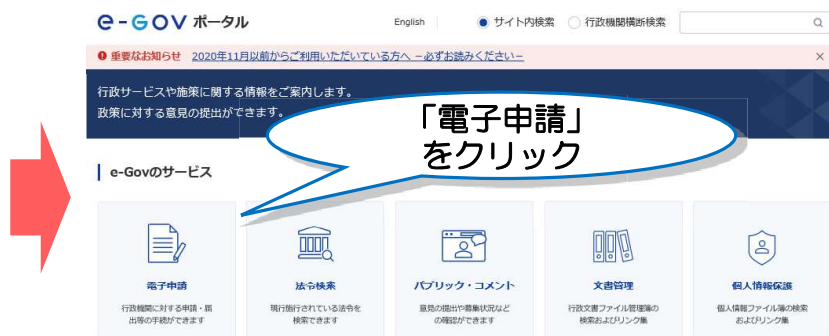 e-GOV ポータル
English
サイト内検索
行政機関横断検索
重要なお知らせ 2020年11月以前からご利用いただいている方へ －必ずお読みください－
行政サービスや施策に関する情報をご案内します。
政策に対する意見の提出ができます。
「電子申請」
をクリック
e-Govのサービス
電子申請
行政機関に対する申請・届
出等の手続ができます
法令検索
現行施行されている法令を
検索できます
パブリック・コメント
意見の提出や募集状況など
の確認ができます
文書管理
行政文書ファイル管理簿の
検索およびリンク集
個人情報保護
個人情報ファイル簿の検索
およびリンク集